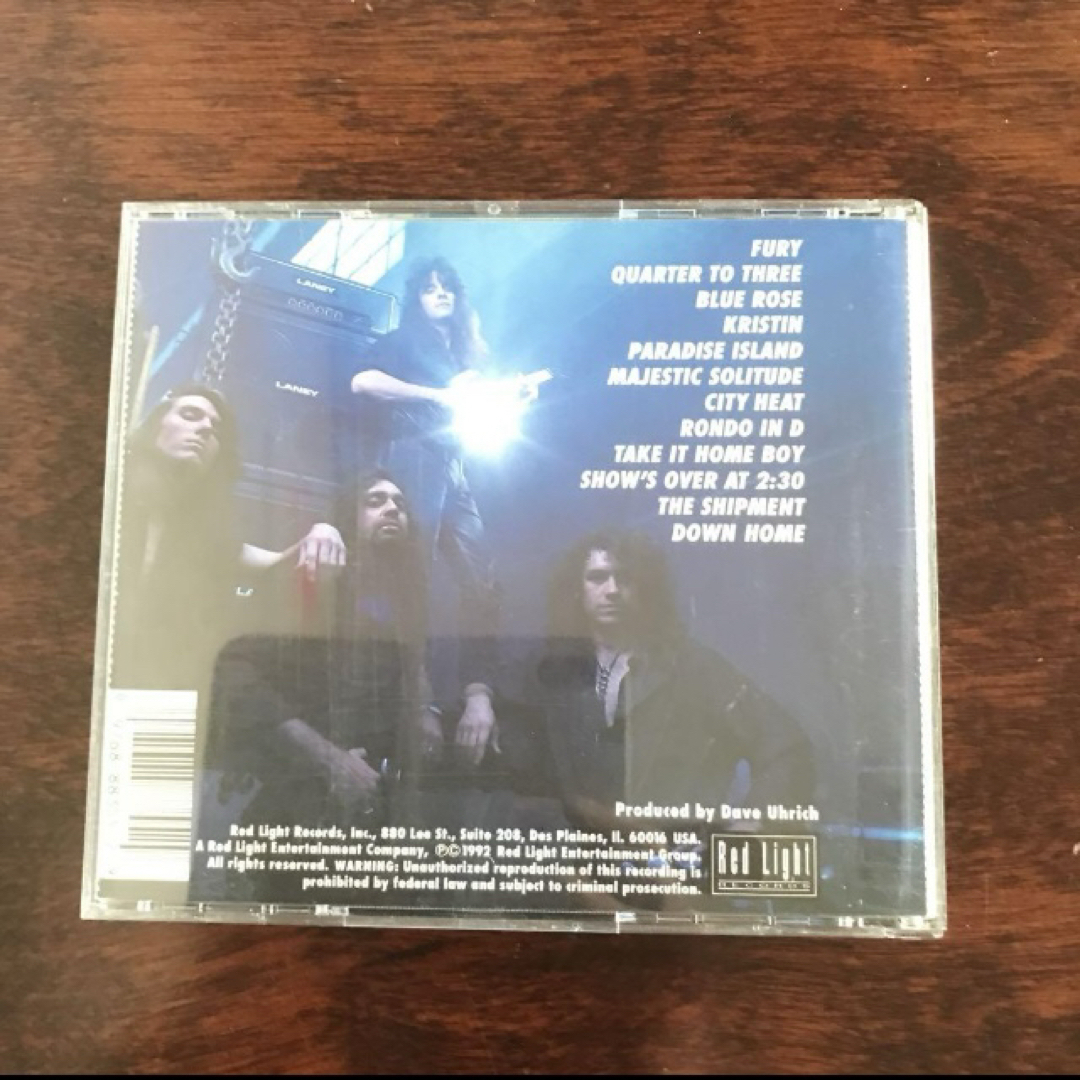 LANEY
LANEY
FURY
QUARTER TO THREE
BLUE ROSE
KRISTIN
PARADISE ISLAND
MAJESTIC SOLITUDE
CITY HEAT
RONDO IN D
TAKE IT HOME BOY
SHOW'S OVER AT 2:30
THE SHIPMENT
DOWN HOME
Produced by Dave Uhrich
Red Light Records, Inc., 880 Lee St., Suite 208, Des Plaines, Il. 60016 USA.
A Red Light Entertainment Company, ℗©1992 Red Light Entertainment Group.
All rights reserved. WARNING: Unauthorized reproduction of this recording is
prohibited by federal law and subject to criminal prosecution.
Red Light
RECORDS